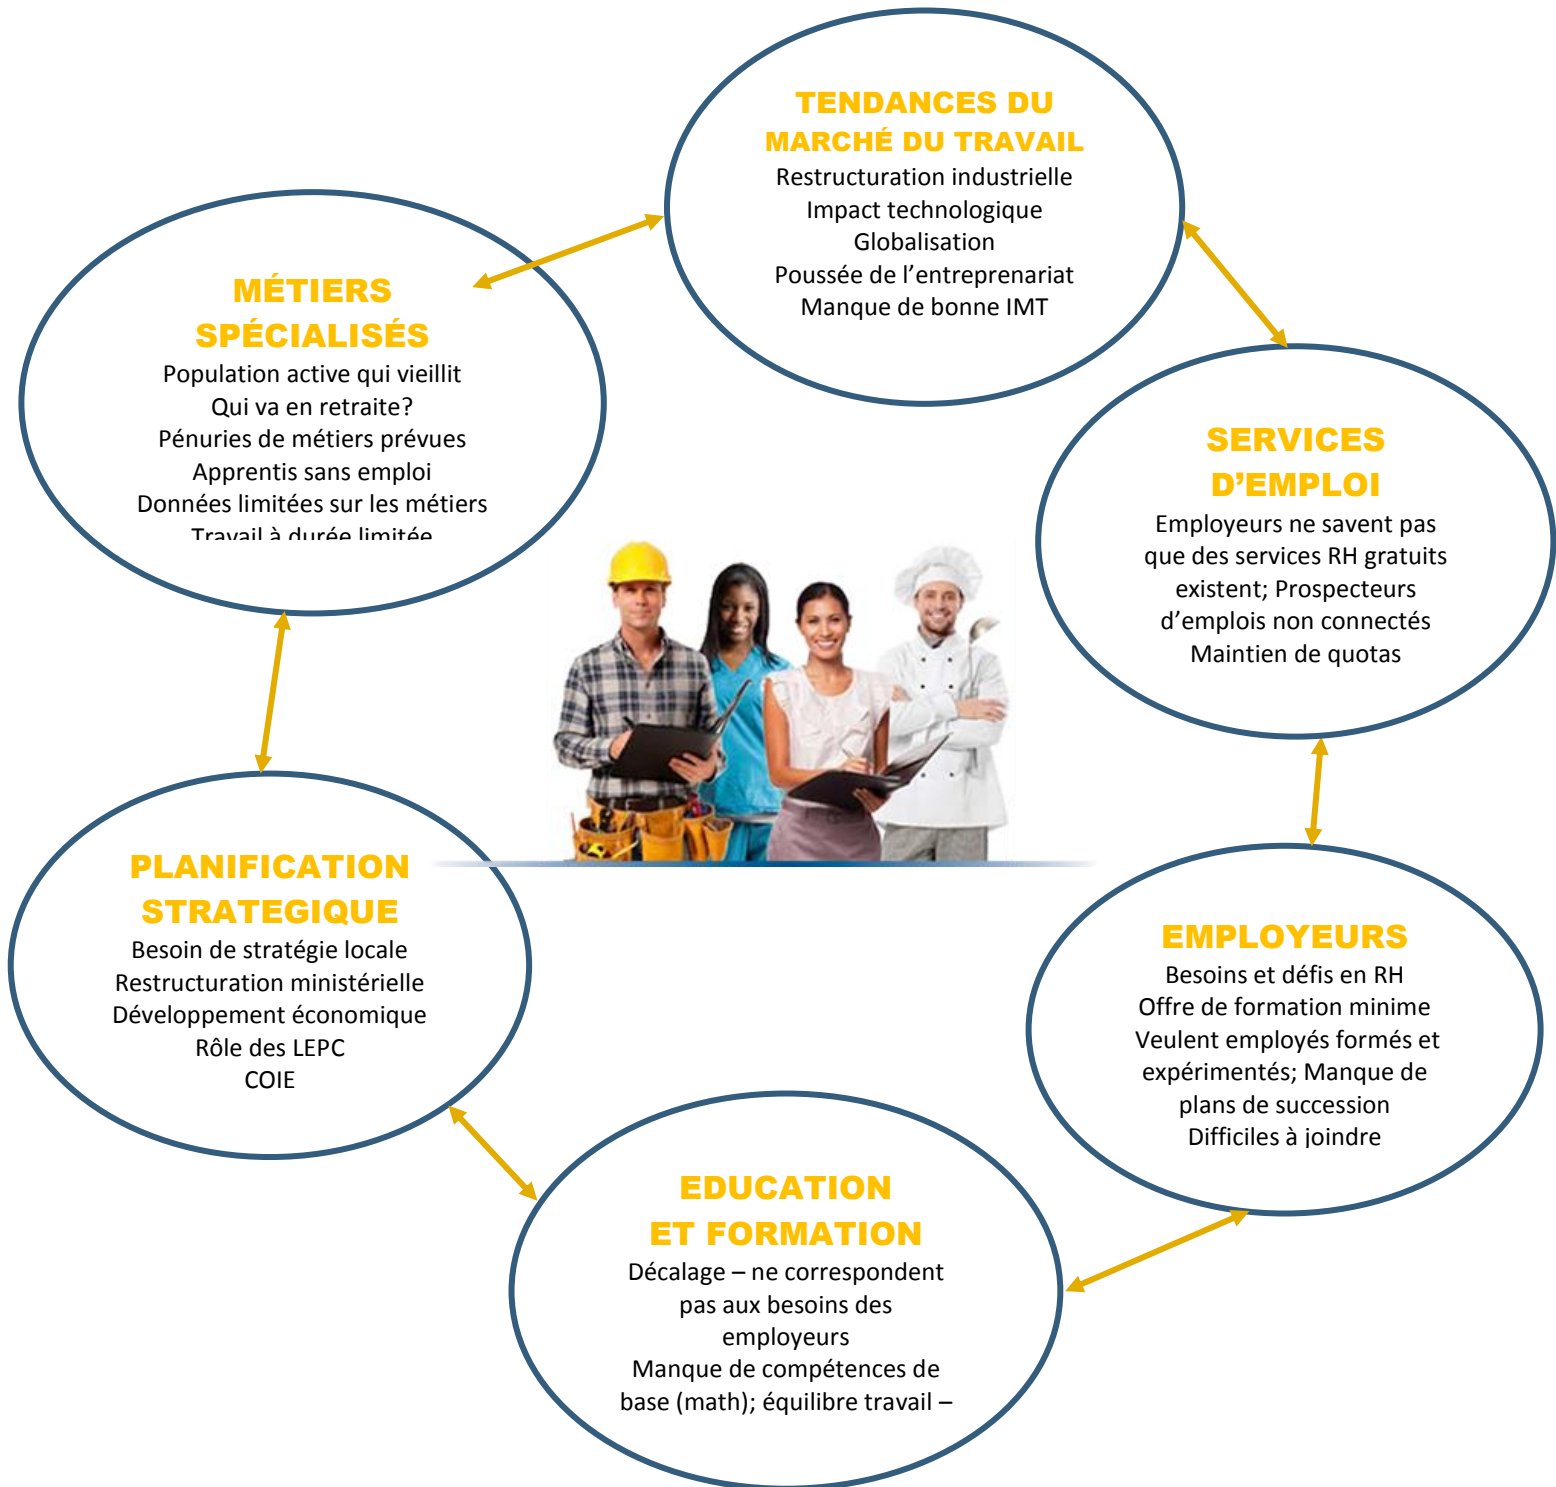 TENDANCES DU
MARCHÉ DU TRAVAIL
Restructuration industrielle
Impact technologique
Globalisation
Poussée de l’entreprenariat
Manque de bonne IMT
MÉTIERS
SPÉCIALISÉS
Population active qui vieillit
Qui va en retraite?
Pénuries de métiers prévues
Apprentis sans emploi
Données limitées sur les métiers
Travail à durée limitée
SERVICES
D’EMPLOI
Employeurs ne savent pas
que des services RH gratuits
existent; Prospecteurs
d’emplois non connectés
Maintien de quotas
PLANIFICATION
STRATEGIQUE
Besoin de stratégie locale
Restructuration ministérielle
Développement économique
Rôle des LEPC
COIE
EMPLOYEURS
Besoins et défis en RH
Offre de formation minime
Veulent employés formés et
expérimentés; Manque de
plans de succession
Difficiles à joindre
EDUCATION
ET FORMATION
Décalage – ne correspondent
pas aux besoins des
employeurs
Manque de compétences de
base (math); équilibre travail –